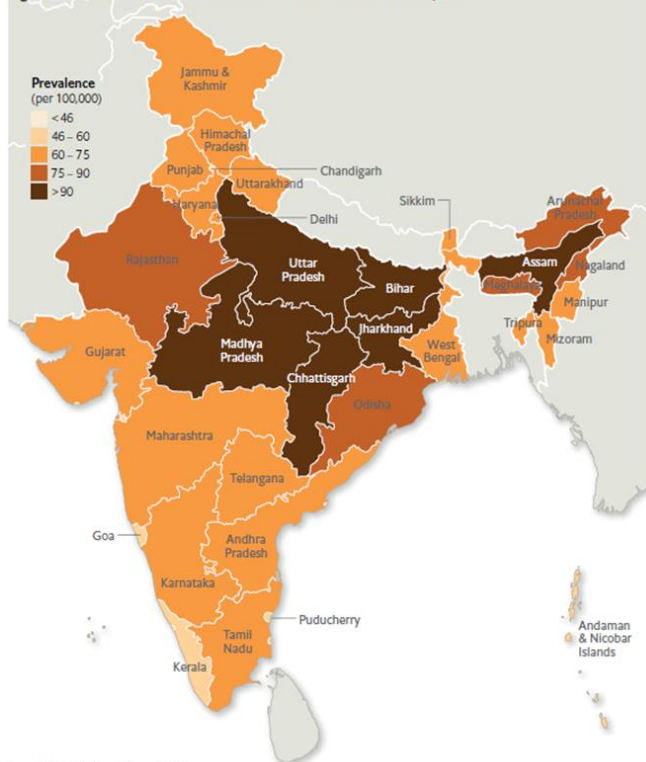 Prevalence
(per 100,000)
<46
46 – 60
60 – 75
75 – 90
>90
Jammu &
Kashmir
Himachal
Pradesh
Punjab
Chandigarh
Uttarakhand
Haryana
Delhi
Sikkim
Arunachal
Pradesh
Rajasthan
Uttar
Pradesh
Bihar
Assam
Nagaland
Meghalaya
Manipur
Jharkhand
Tripura
Mizoram
Gujarat
Madhya
Pradesh
West
Bengal
Chhattisgarh
Odisha
Maharashtra
Telangana
Goa
Andhra
Pradesh
Karnataka
Puducherry
Andaman
& Nicobar
Islands
Tamil
Nadu
Kerala